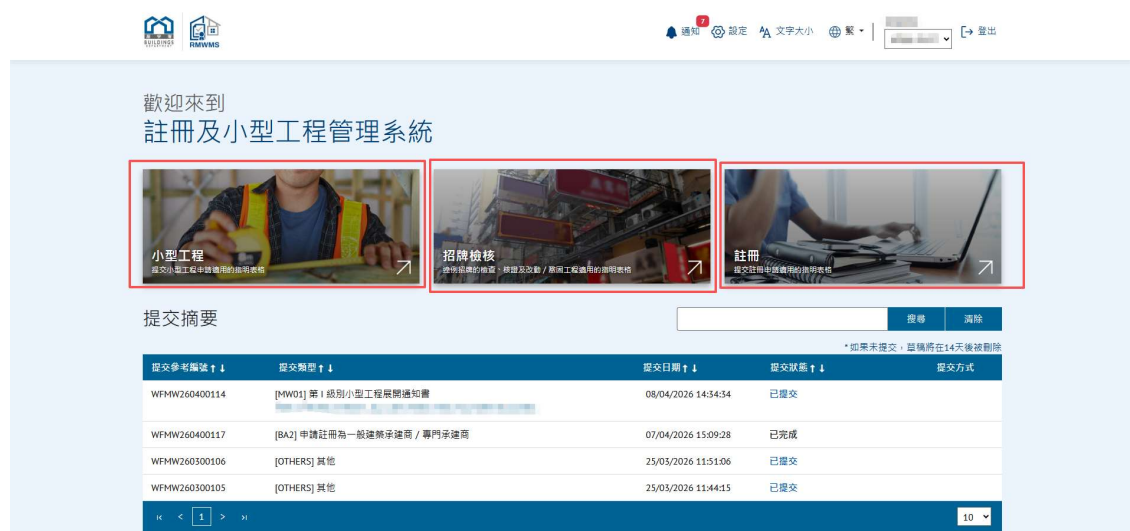 BUILDINGS
DEPARTMENT
RMWMS
通知 7 設定 文字大小 繁 登出
歡迎來到
註冊及小型工程管理系統
小型工程
提交小型工程申請適用的指明表格
招牌檢核
違例招牌的檢查、核證及改動 / 鞏固工程適用的指明表格
註冊
提交註冊申請適用的指明表格
提交摘要
搜尋 清除
*如果未提交，草稿將在14天後被刪除
提交參考編號↑↓ 提交類型↑↓ 提交日期↑↓ 提交狀態↑↓ 提交方式
WFMW260400114 [MW01] 第 I 級別小型工程展開通知書 08/04/2026 14:34:34 已提交
WFMW260400117 [BA2] 申請註冊為一般建築承建商 / 專門承建商 07/04/2026 15:09:28 已完成
WFMW260300106 [OTHERS] 其他 25/03/2026 11:51:06 已提交
WFMW260300105 [OTHERS] 其他 25/03/2026 11:44:15 已提交
1 10